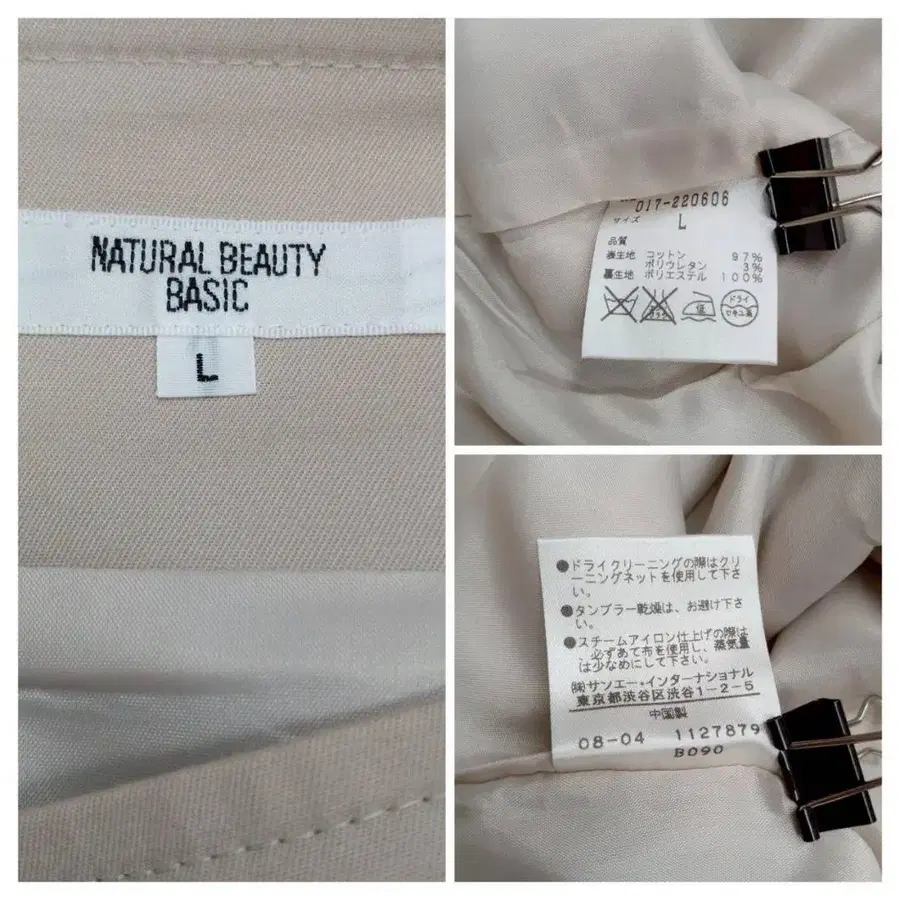 NATURAL BEAUTY
BASIC
L
017-220606
サイズ L
品質
表生地 コットン 97%
ポリウレタン 3%
裏生地 ポリエステル 100%
低
ドライ
セキユ系
●ドライクリーニングの際はクリ
ーニングネットを使用して下さ
い。
●タンブラー乾燥は、お避け下さ
い。
●スチームアイロン仕上げの際は
必ずあて布を使用し、蒸気量
は少なめにして下さい。
㈱サンエー・インターナショナル
東京都渋谷区渋谷1-2-5
中国製
08-04 1127879
B090